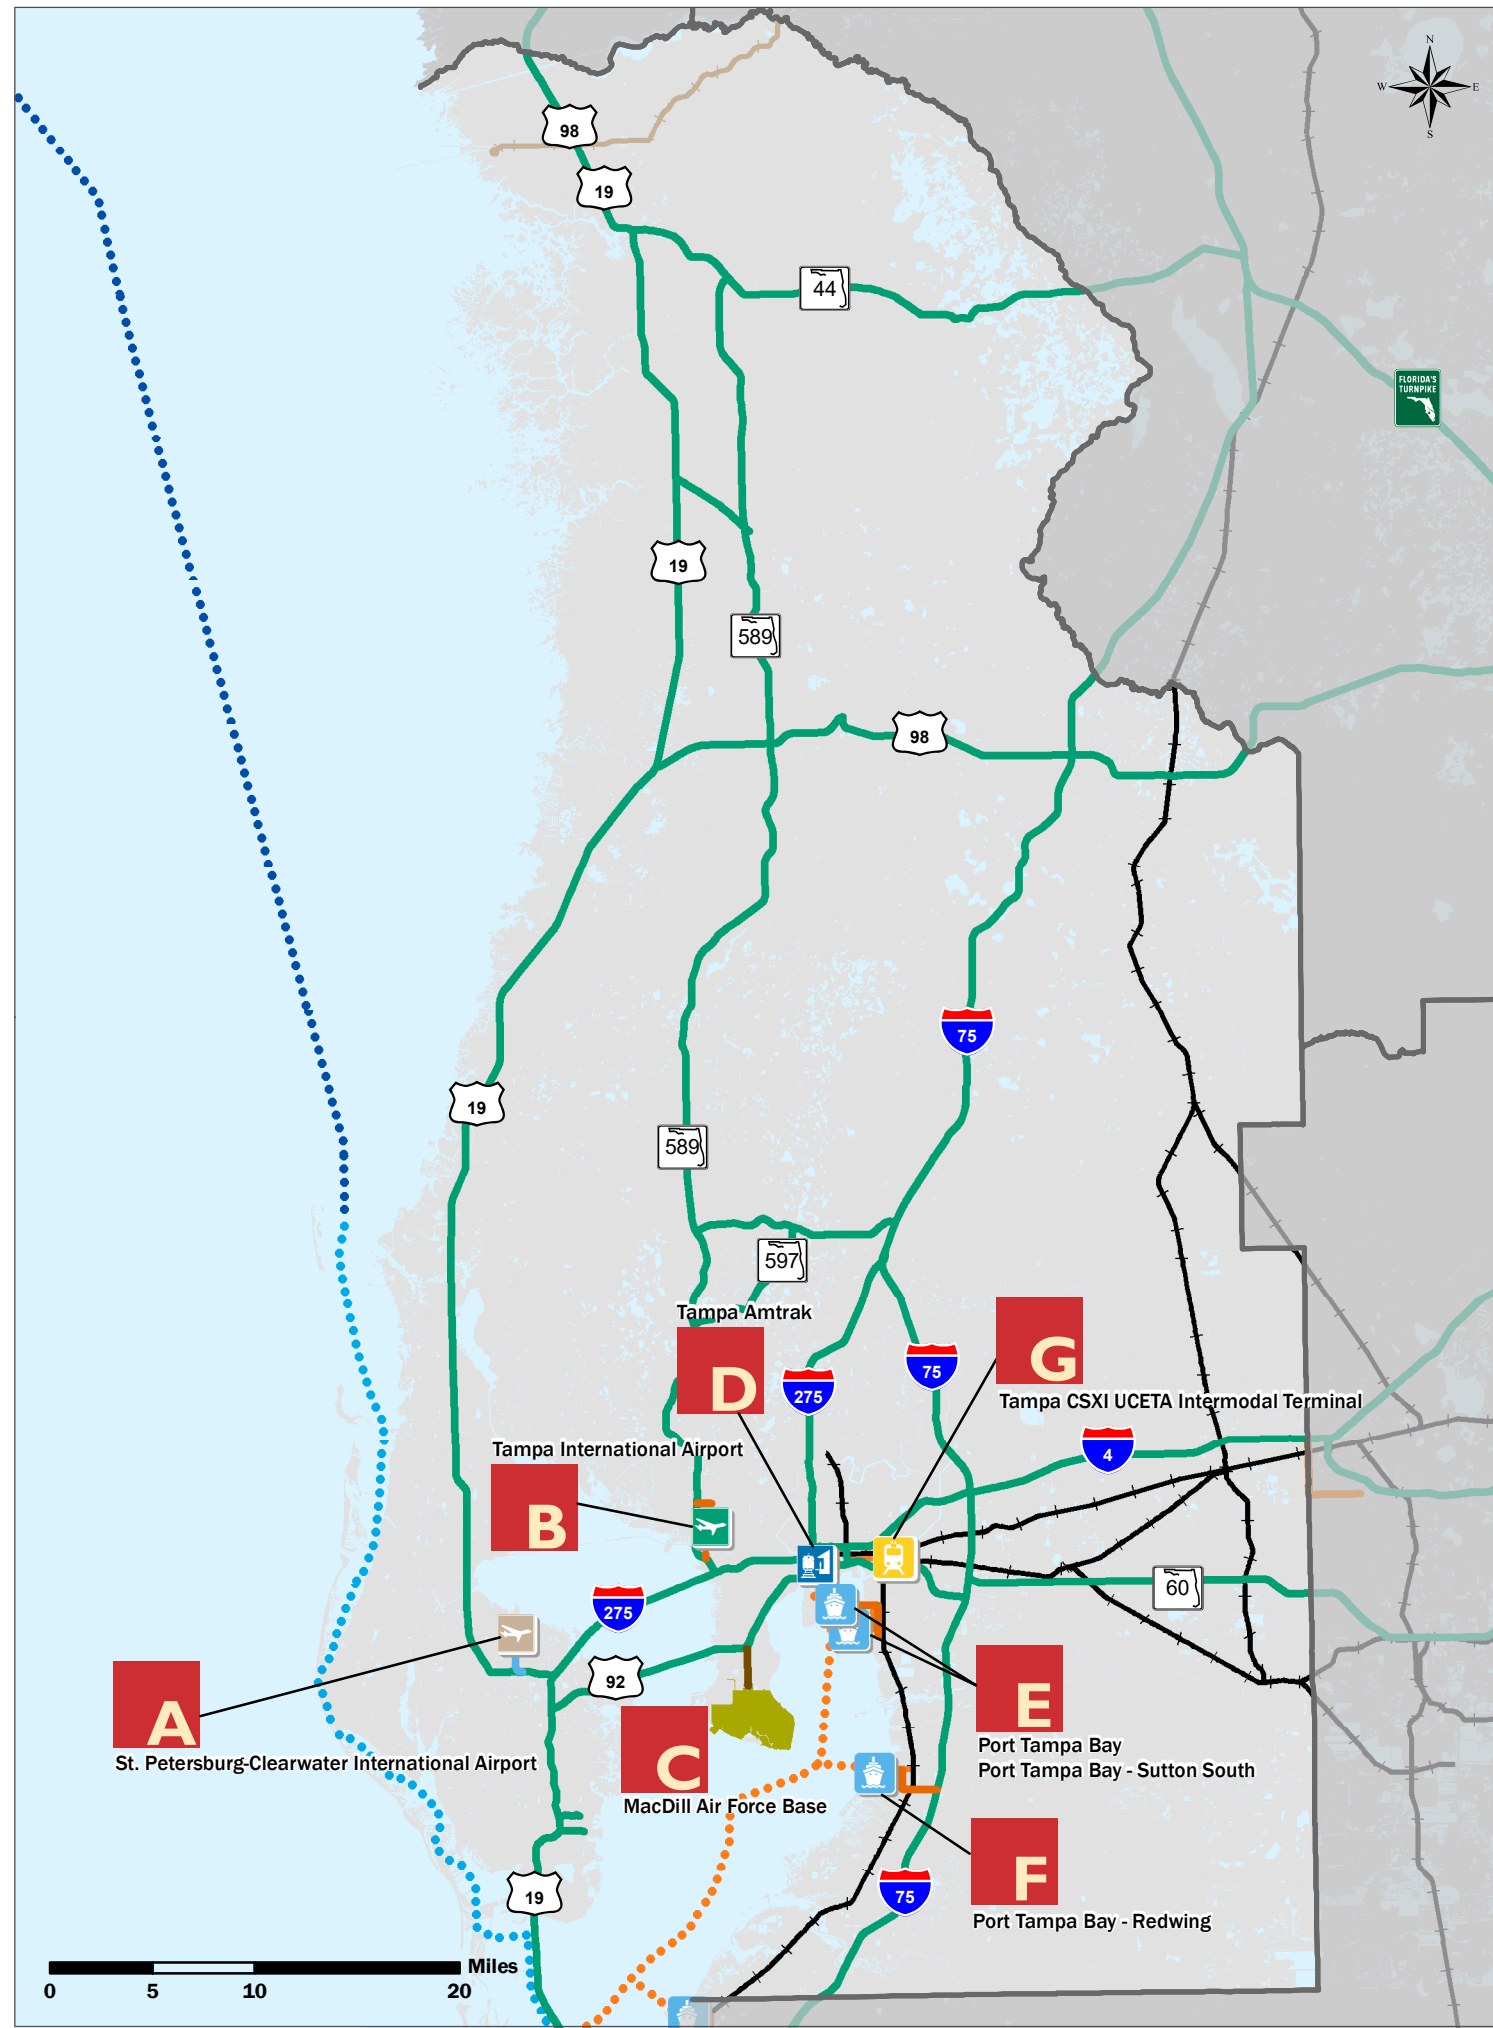 N
W
E
S
98
19
44
FLORIDA'S
TURNPIKE
19
589
98
75
19
589
597
Tampa Amtrak
D
G
75
275
Tampa CSXI UCETA Intermodal Terminal
Tampa International Airport
4
B
60
275
92
A
E
St. Petersburg-Clearwater International Airport
C
Port Tampa Bay
Port Tampa Bay - Sutton South
MacDill Air Force Base
F
19
75
Port Tampa Bay - Redwing
Miles
0 5 10 20